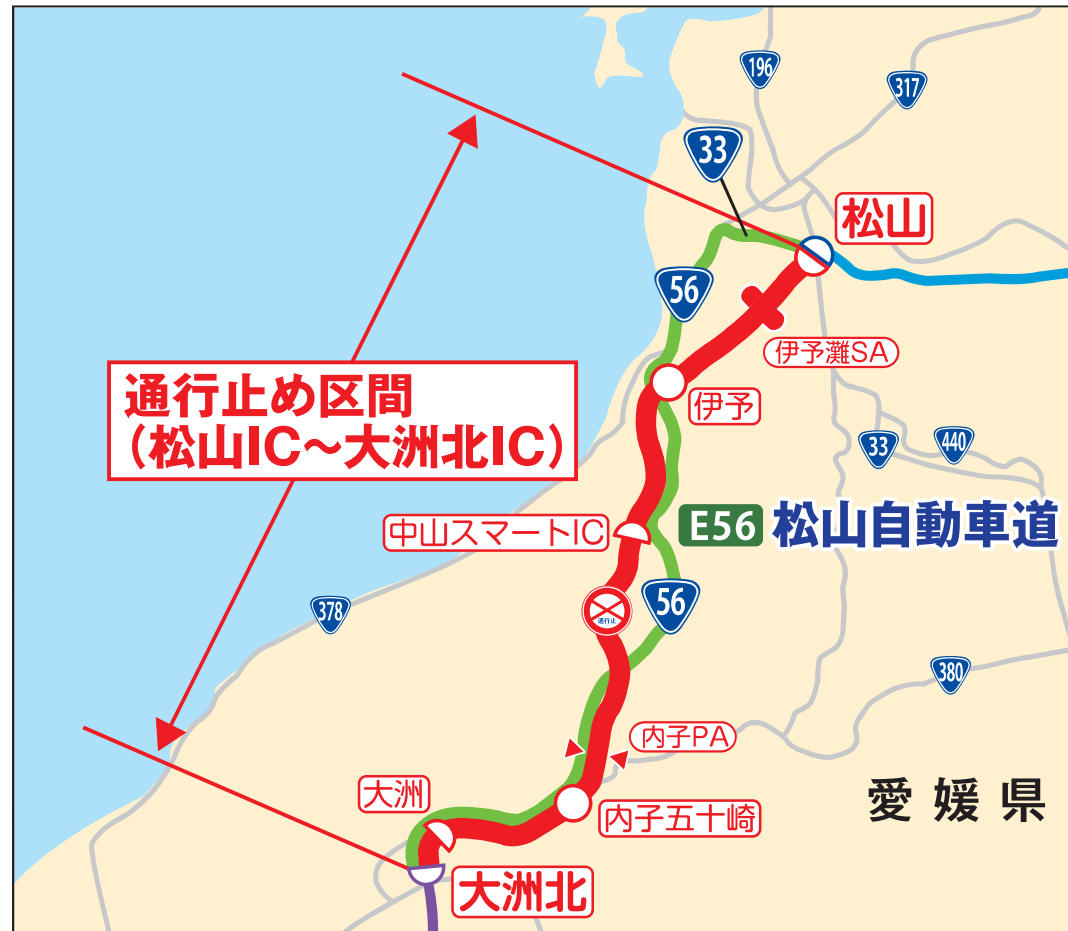 196
317
33
松山
56
伊予灘SA
通行止め区間
（松山IC～大洲北IC）
伊予
33
440
中山スマートIC
E56 松山自動車道
378
通行止
56
380
内子PA
大洲
内子五十崎
愛媛県
大洲北